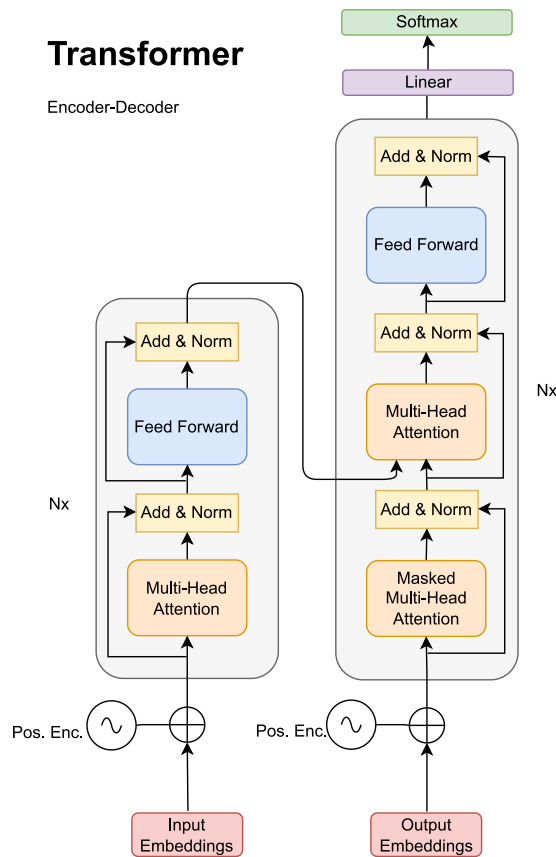 Transformer
Encoder-Decoder
Softmax
Linear
Add & Norm
Feed Forward
Add & Norm
Multi-Head
Attention
Nx
Add & Norm
Masked
Multi-Head
Attention
Add & Norm
Feed Forward
Nx
Add & Norm
Multi-Head
Attention
Pos. Enc.
Pos. Enc.
Input
Embeddings
Output
Embeddings